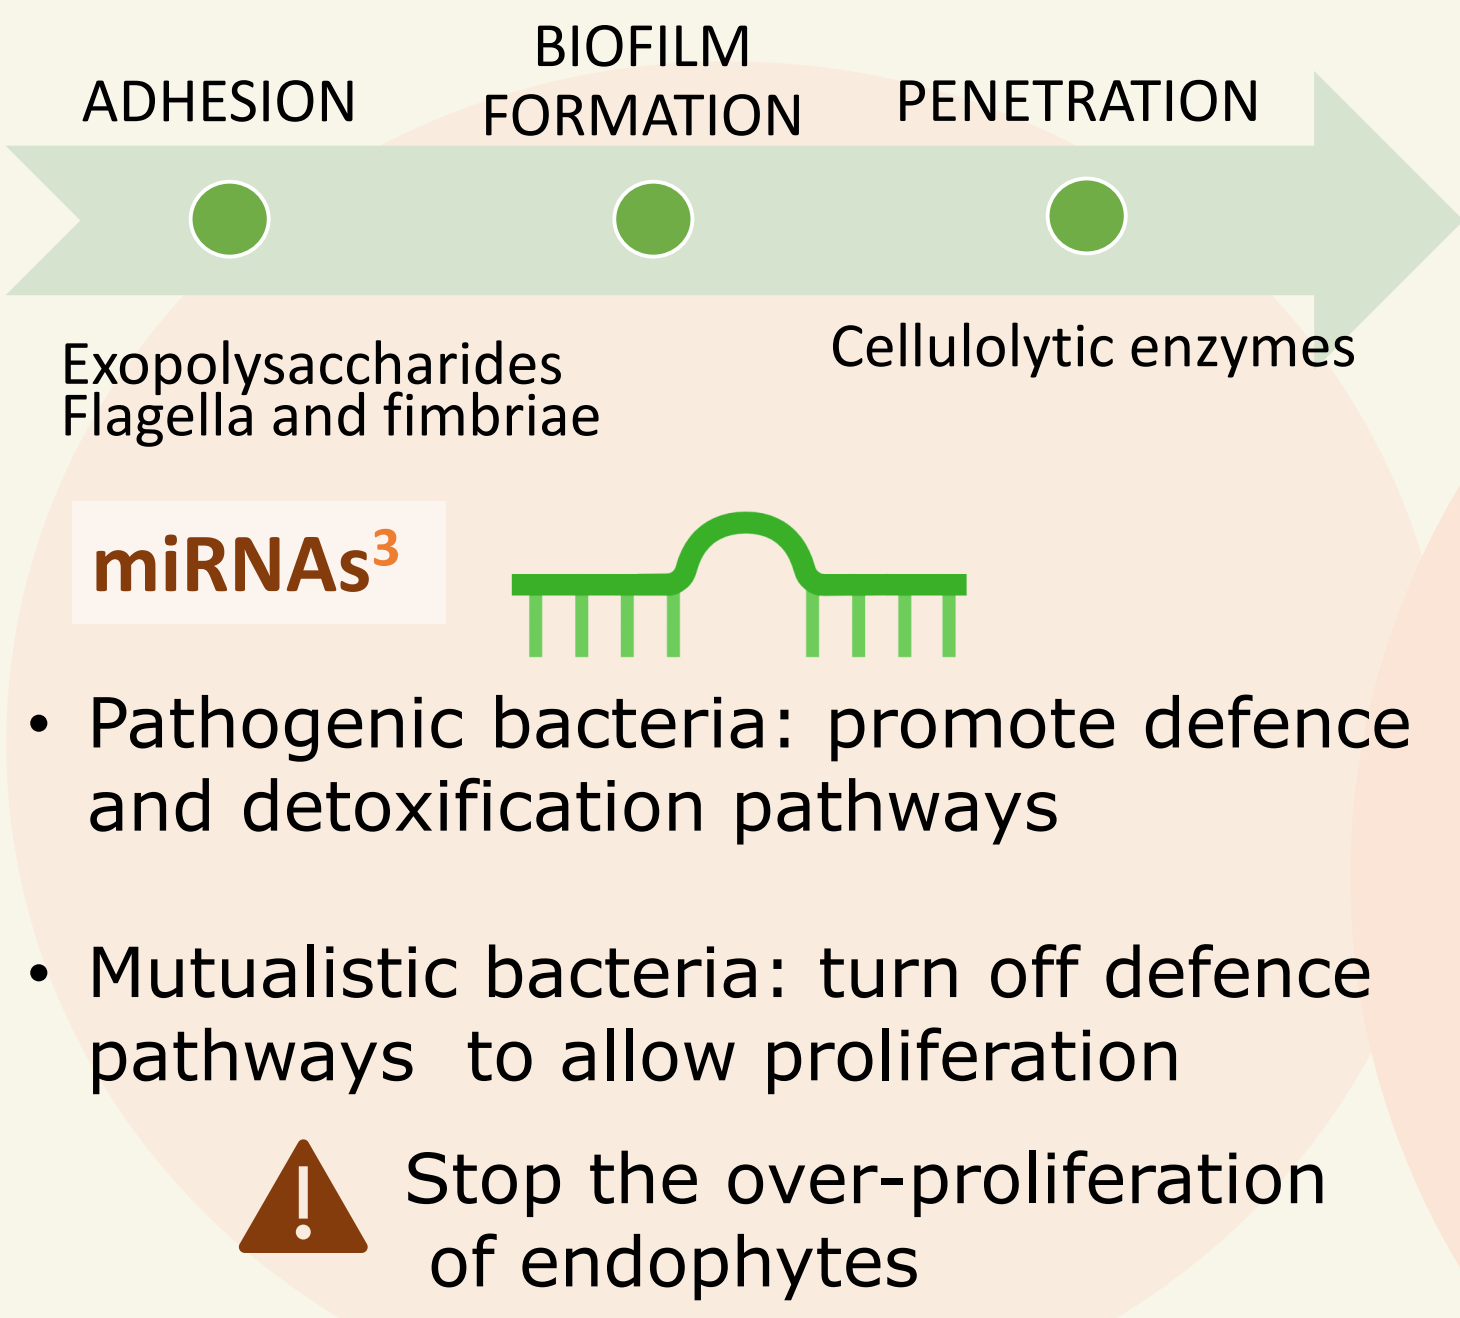 ADHESION
BIOFILM
FORMATION
PENETRATION
Exopolysaccharides
Flagella and fimbriae
Cellulolytic enzymes
miRNAs³
• Pathogenic bacteria: promote defence
and detoxification pathways
• Mutualistic bacteria: turn off defence
pathways  to allow proliferation
Stop the over-proliferation
of endophytes